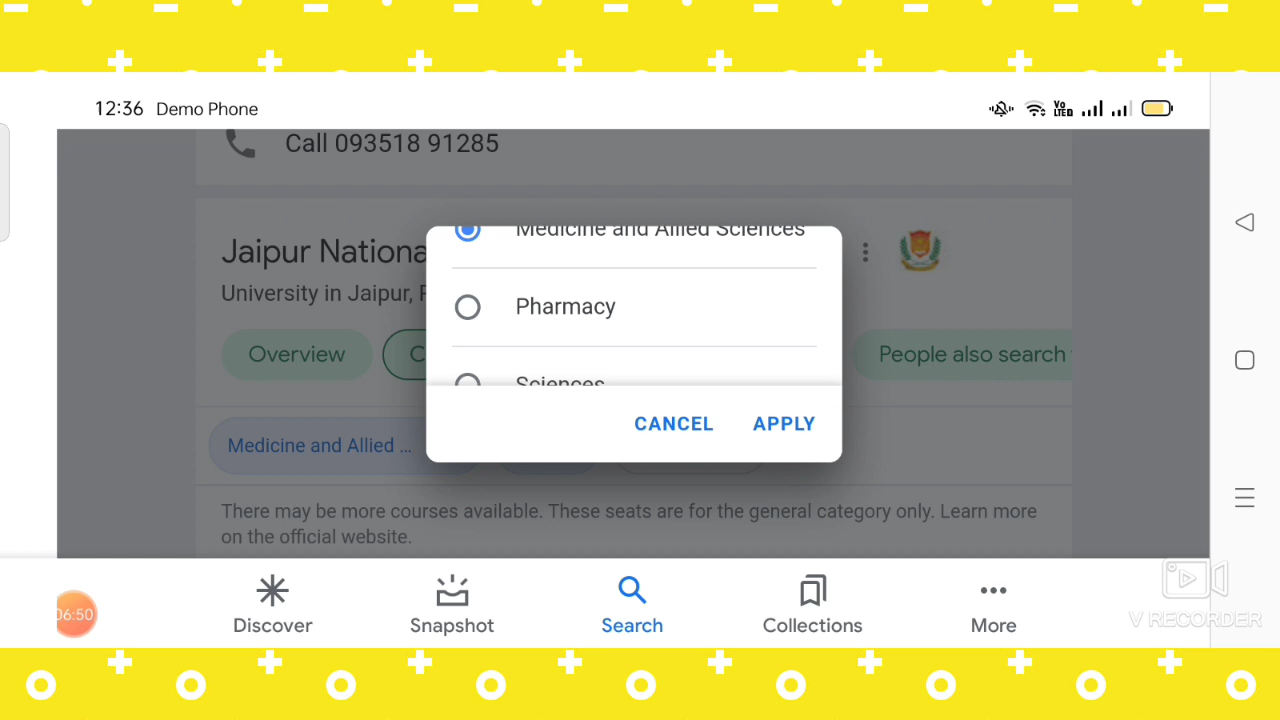 12:36 Demo Phone
Vo
LTE
Call 093518 91285
Jaipur Nationa
University in Jaipur,
Overview
C
People also search
Medicine and Allied ...
There may be more courses available. These seats are for the general category only. Learn more
on the official website.
Medicine and Allied Sciences
Pharmacy
Sciences
CANCEL APPLY
06:50
Discover
Snapshot
Search
Collections
More
V RECORDER